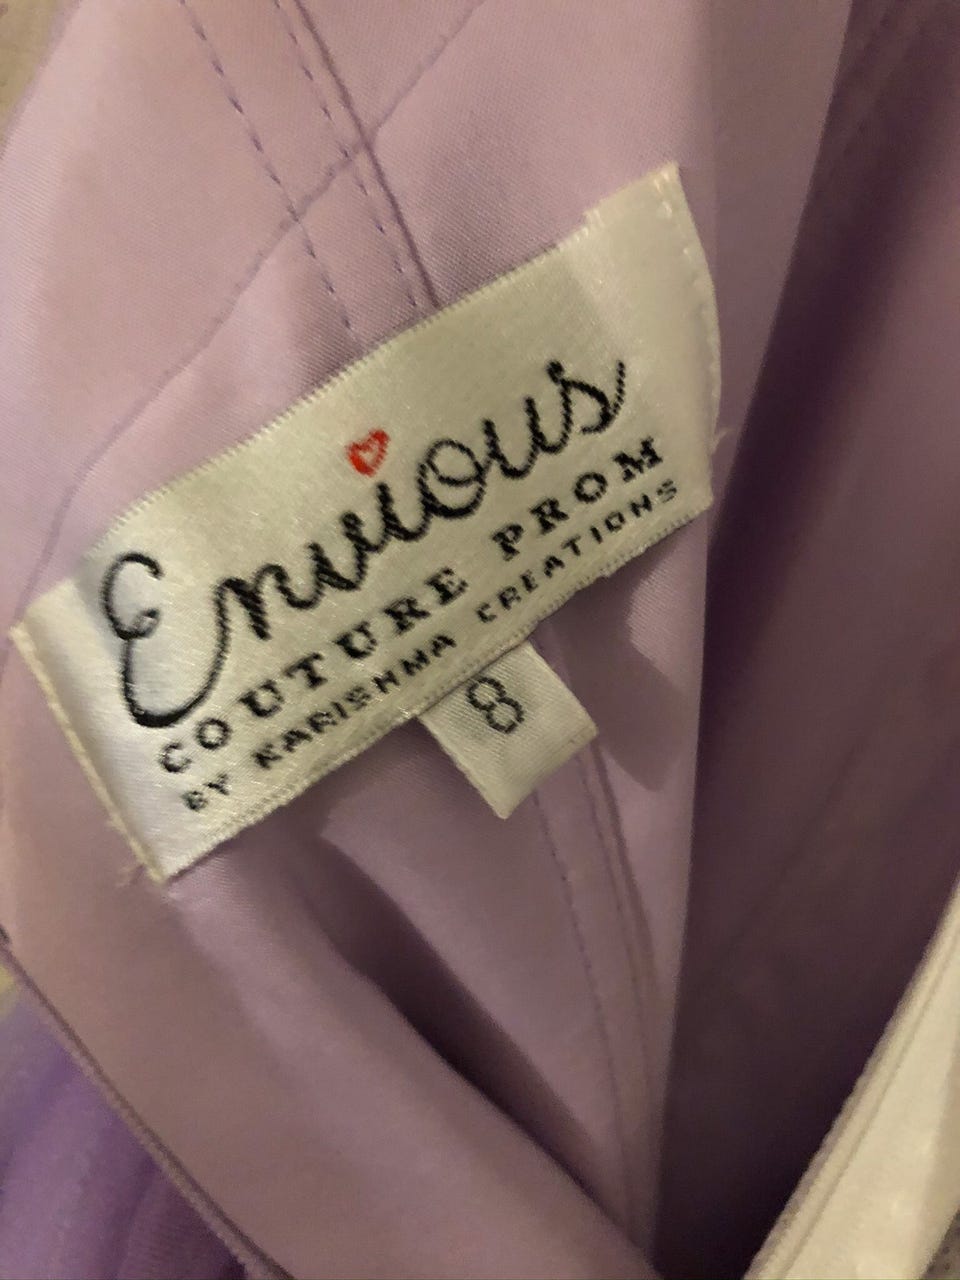 Envious
COUTURE PROM
BY KARISHMA CREATIONS
8